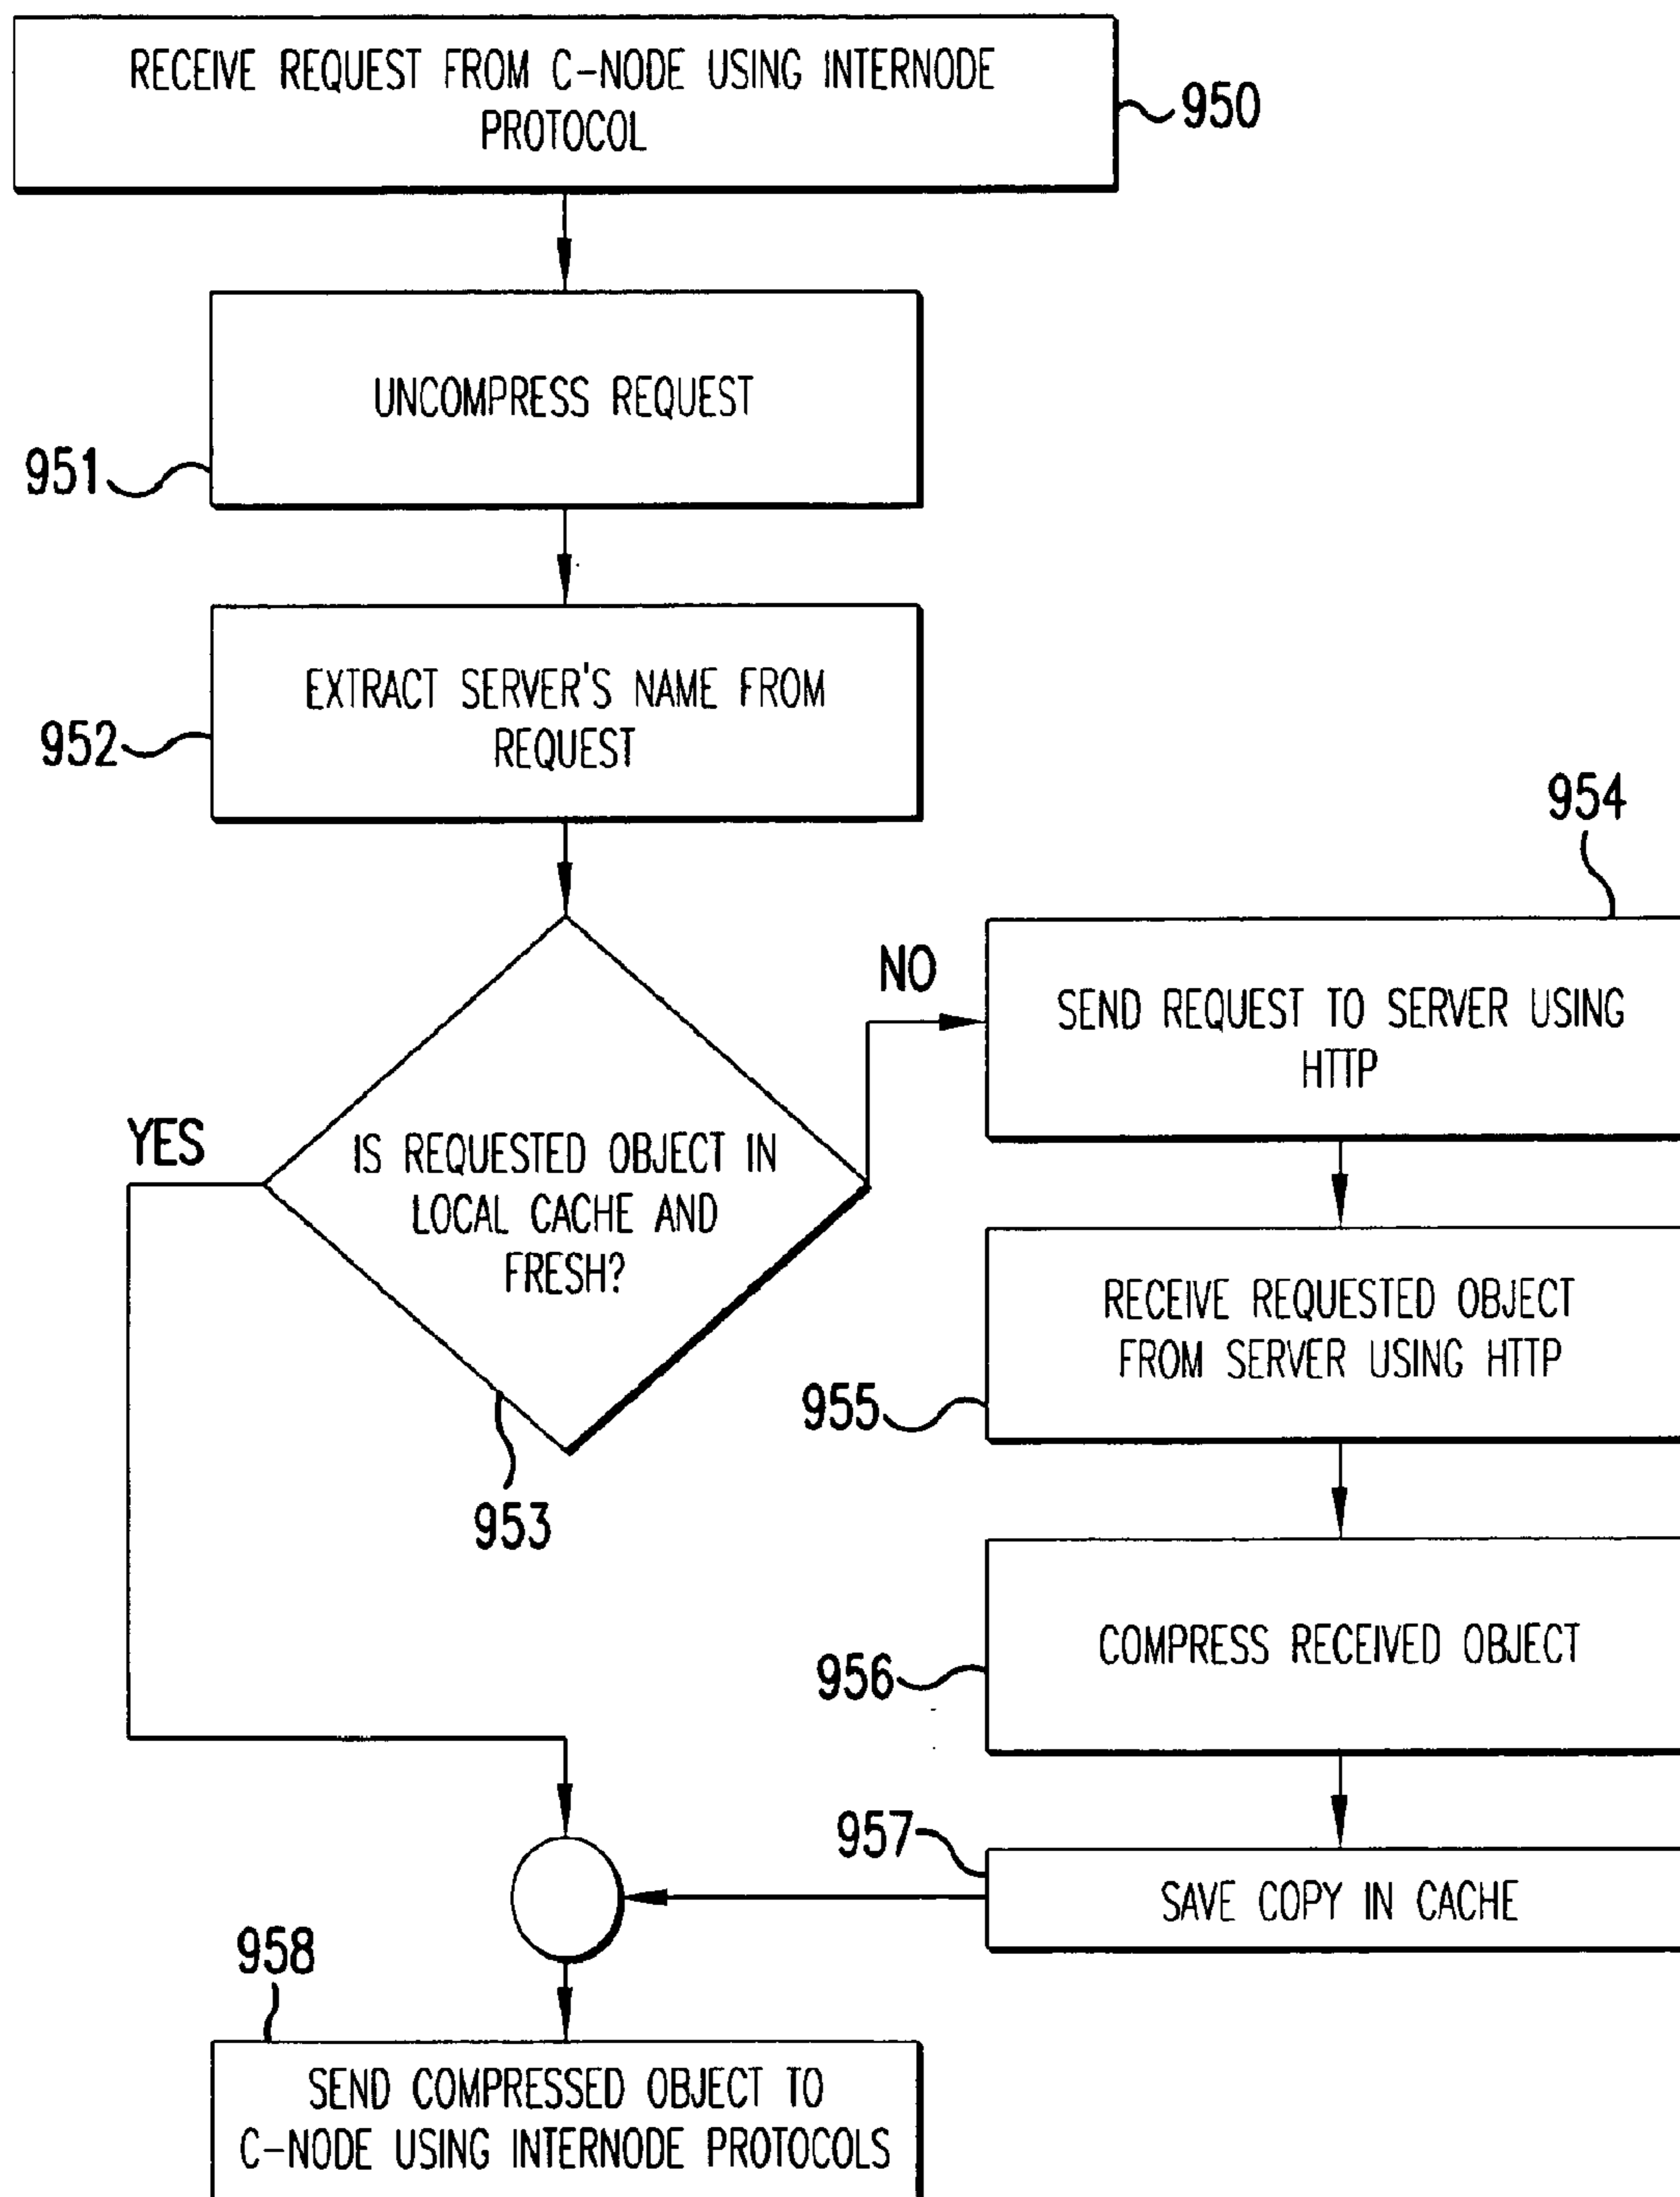 RECEIVE REQUEST FROM C-NODE USING INTERNODE
PROTOCOL
950
UNCOMPRESS REQUEST
951
EXTRACT SERVER'S NAME FROM
REQUEST
952
954
NO
SEND REQUEST TO SERVER USING
HTTP
YES
IS REQUESTED OBJECT IN
LOCAL CACHE AND
FRESH?
953
RECEIVE REQUESTED OBJECT
FROM SERVER USING HTTP
955
COMPRESS RECEIVED OBJECT
956
957
SAVE COPY IN CACHE
958
SEND COMPRESSED OBJECT TO
C-NODE USING INTERNODE PROTOCOLS